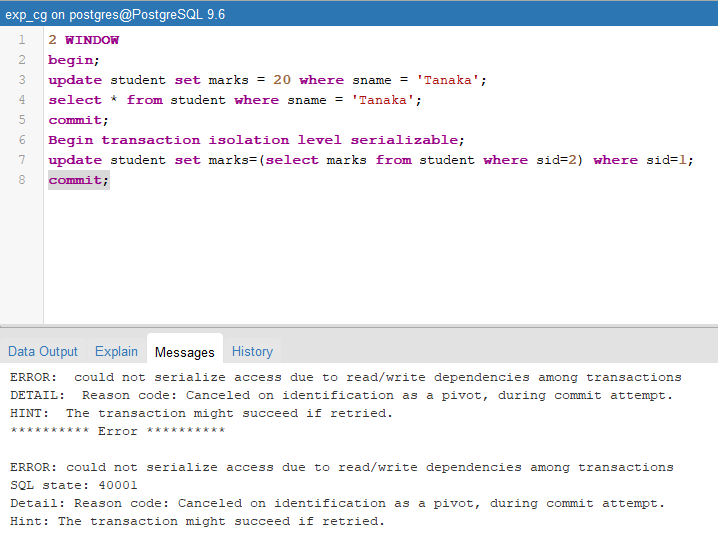 exp_cg on postgres@PostgreSQL 9.6
1 2 WINDOW
2 begin;
3 update student set marks = 20 where sname = 'Tanaka';
4 select * from student where sname = 'Tanaka';
5 commit;
6 Begin transaction isolation level serializable;
7 update student set marks=(select marks from student where sid=2) where sid=1;
8 commit;
Data Output Explain Messages History
ERROR:  could not serialize access due to read/write dependencies among transactions
DETAIL:  Reason code: Canceled on identification as a pivot, during commit attempt.
HINT:  The transaction might succeed if retried.
********** Error **********
ERROR: could not serialize access due to read/write dependencies among transactions
SQL state: 40001
Detail: Reason code: Canceled on identification as a pivot, during commit attempt.
Hint: The transaction might succeed if retried.